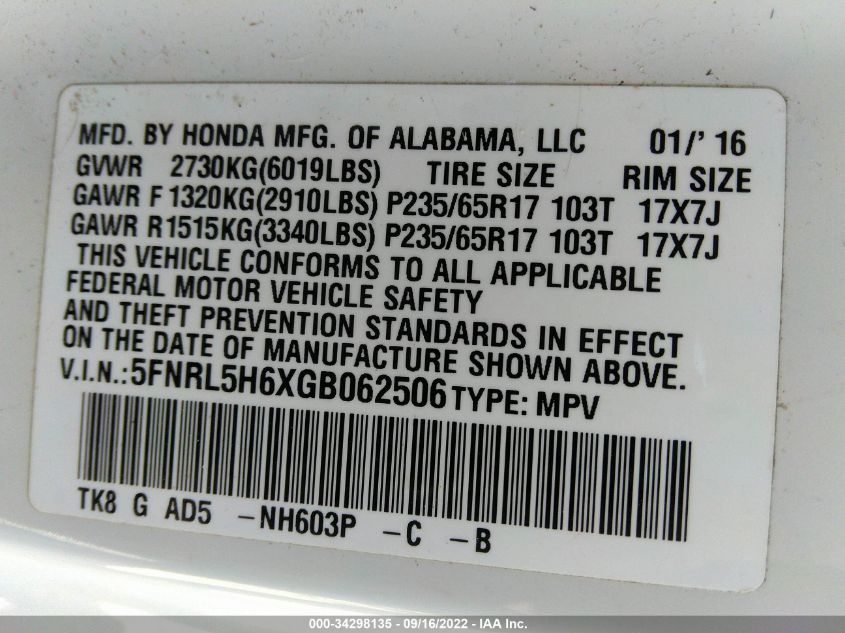 MFD. BY HONDA MFG. OF ALABAMA, LLC 01/' 16
GVWR 2730KG(6019LBS) TIRE SIZE RIM SIZE
GAWR F 1320KG(2910LBS) P235/65R17 103T 17X7J
GAWR R1515KG(3340LBS) P235/65R17 103T 17X7J
THIS VEHICLE CONFORMS TO ALL APPLICABLE
FEDERAL MOTOR VEHICLE SAFETY
AND THEFT PREVENTION STANDARDS IN EFFECT
ON THE DATE OF MANUFACTURE SHOWN ABOVE.
V.I.N.:5FNRL5H6XGB062506 TYPE: MPV
TK8 G AD5 -NH603P -C -B
000-34298135 - 09/16/2022 - IAA Inc.